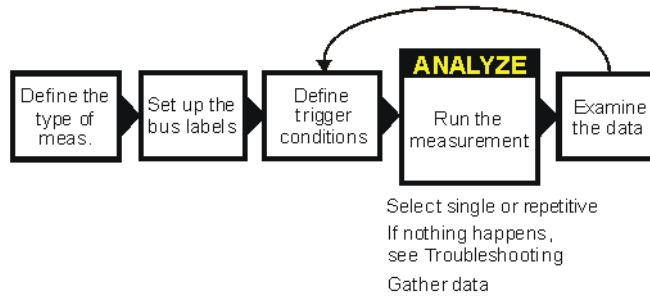 Define the
type of
meas.
Set up the
bus labels
Define
trigger
conditions
ANALYZE
Run the
measurement
Examine
the data
Select single or repetitive
If nothing happens,
see Troubleshooting
Gather data